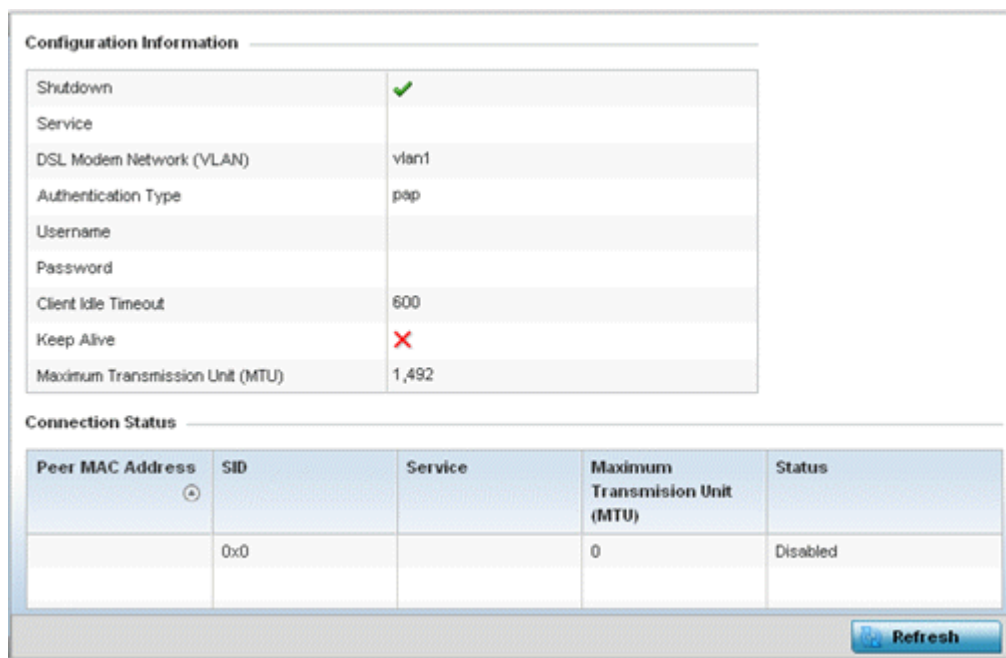 Configuration Information
Shutdown
Service
DSL Modem Network (VLAN) vlan1
Authentication Type pap
Username
Password
Client Idle Timeout 600
Keep Alive
Maximum Transmission Unit (MTU) 1,492
Connection Status
Peer MAC Address SID Service Maximum Transmision Unit (MTU) Status
0x0 0 Disabled
Refresh